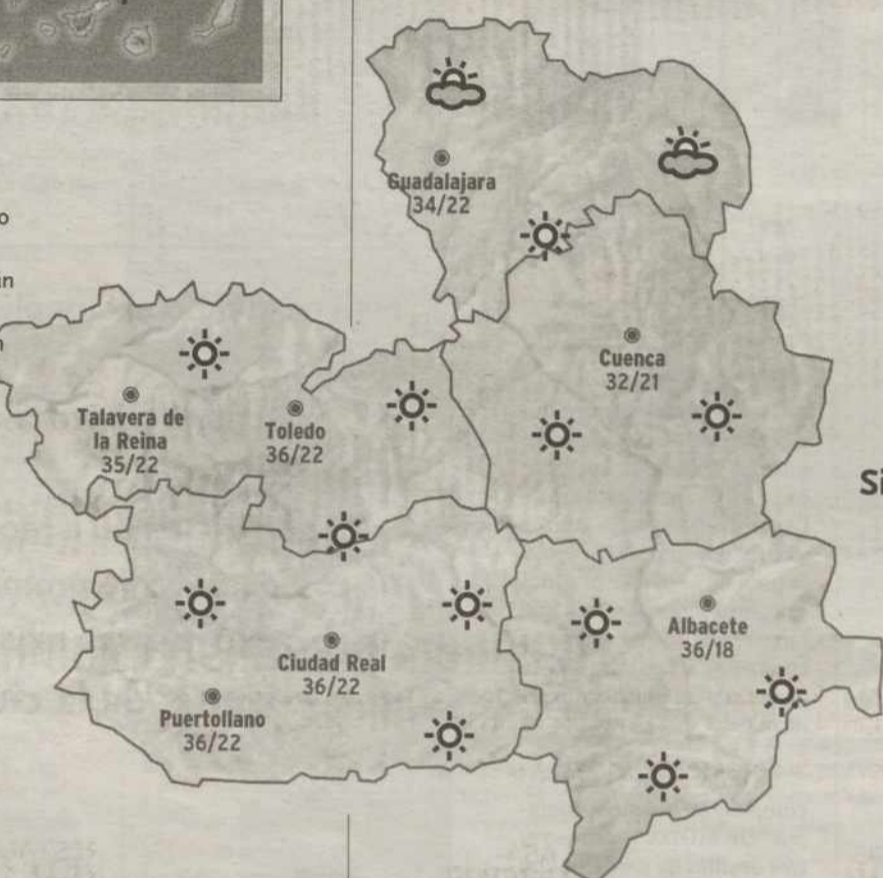 Guadalajara
34/22
o
n
Cuenca
32/21
Talavera de
la Reina
35/22
Toledo
36/22
Si
Albacete
36/18
Ciudad Real
36/22
Puertollano
36/22